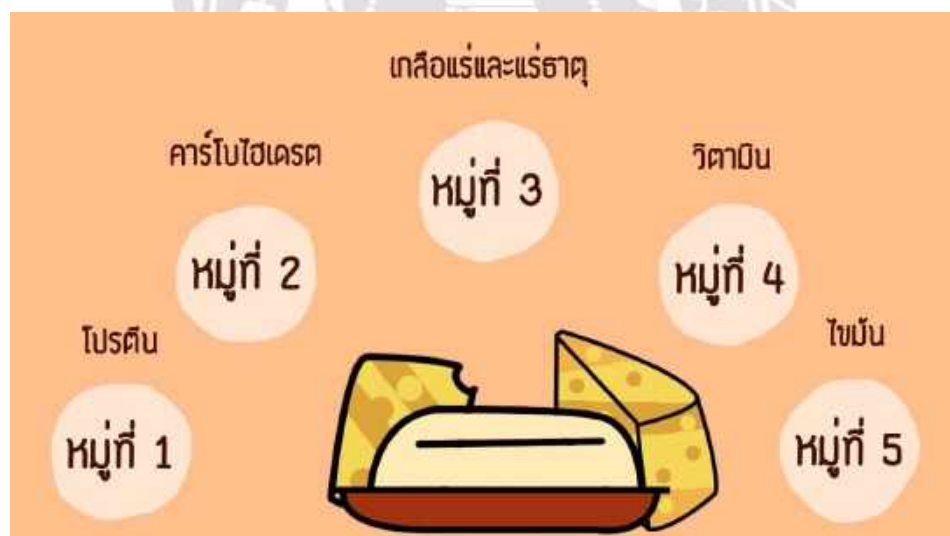 เกลือแร่และแร่ธาตุ
คาร์โบไฮเดรต
วิตามิน
หมู่ที่ 3
หมู่ที่ 2
หมู่ที่ 4
โปรตีน
ไขมัน
หมู่ที่ 1
หมู่ที่ 5